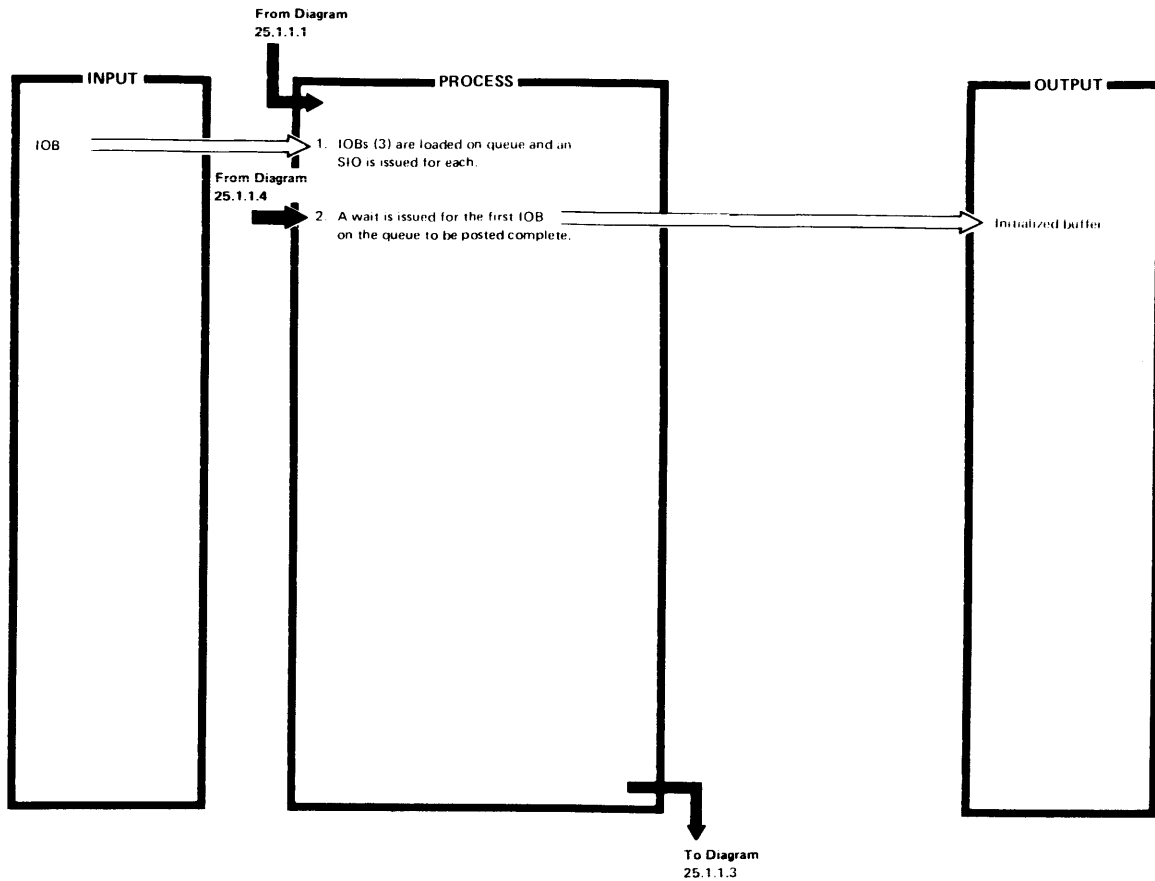 From Diagram
25.1.1.1
INPUT
PROCESS
OUTPUT
IOB
1. IOBs (3) are loaded on queue and an
SIO is issued for each.
From Diagram
25.1.1.4
2. A wait is issued for the first IOB
on the queue to be posted complete.
Initialized buffer
To Diagram
25.1.1.3